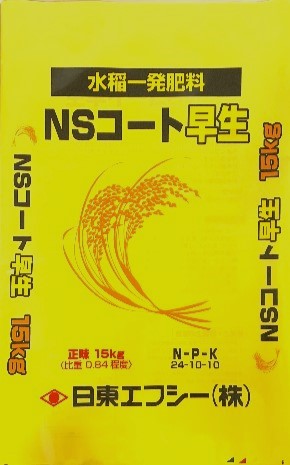 水稲一発肥料
NSコート早生
NSコート早生 15kg
NSコート早生 15kg
正味 15kg
(比重 0.84 程度)
N-P-K
24-10-10
日東エフシー(株)